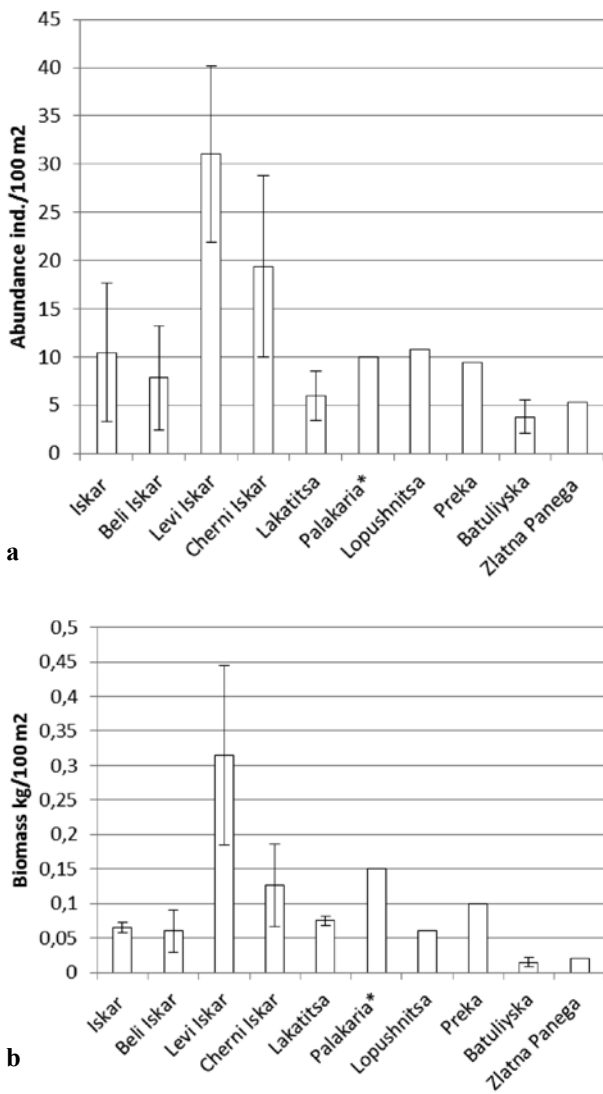 45
40
35
30
25
20
15
10
5
0
Abundance ind./100 m2
Iskar
Beli Iskar
Levi Iskar
Cherni Iskar
Lakatitsa
Palakaria*
Lopushnitsa
Preka
Batuliyska
Zlatna Panega
a
0,5
0,45
0,4
0,35
0,3
0,25
0,2
0,15
0,1
0,05
0
Biomass kg/100 m2
Iskar
Beli Iskar
Levi Iskar
Cherni Iskar
Lakatitsa
Palakaria*
Lopushnitsa
Preka
Batuliyska
Zlatna Panega
b